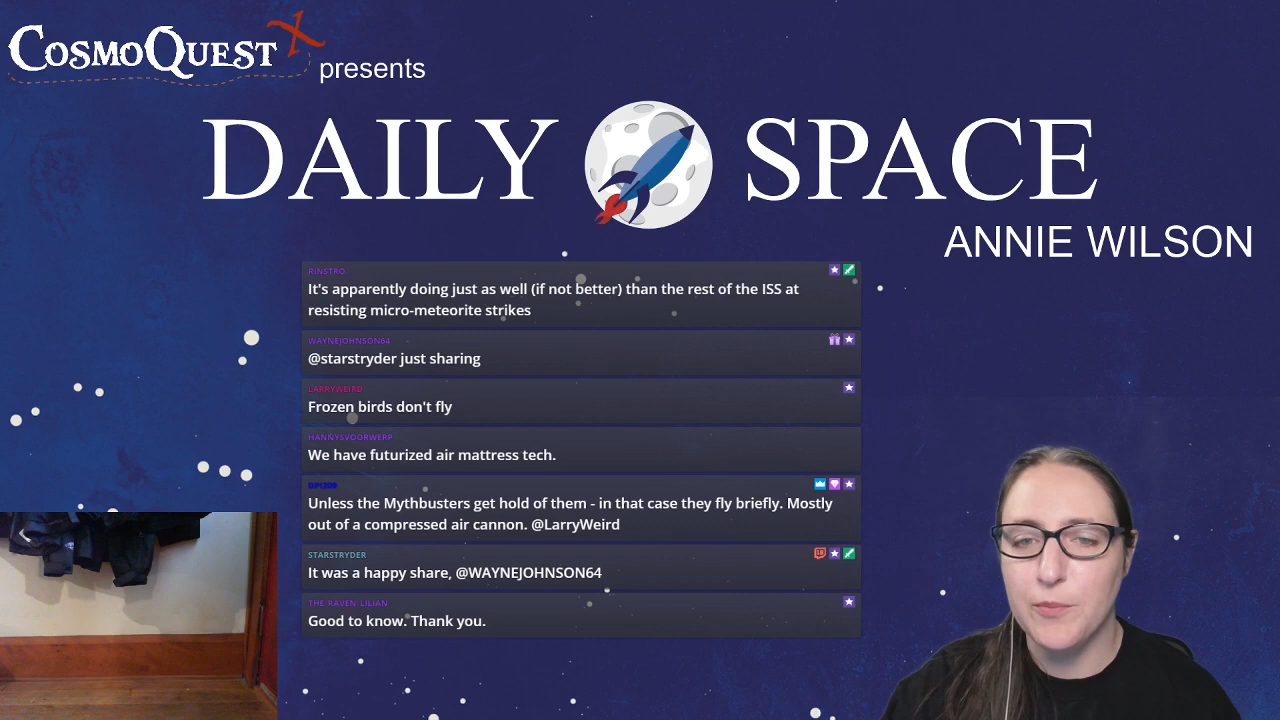 COSMOQUEST X
presents
DAILY SPACE
ANNIE WILSON
RINSTRO
It's apparently doing just as well (if not better) than the rest of the ISS at
resisting micro-meteorite strikes
WAYNEJOHNSON64
@starstryder just sharing
LARRYWEIRD
Frozen birds don't fly
HANNYSVOORWERP
We have futurized air mattress tech.
Unless the Mythbusters get hold of them - in that case they fly briefly. Mostly
out of a compressed air cannon. @LarryWeird
STARSTRYDER
It was a happy share, @WAYNEJOHNSON64
THE RAVEN LILIAN
Good to know. Thank you.